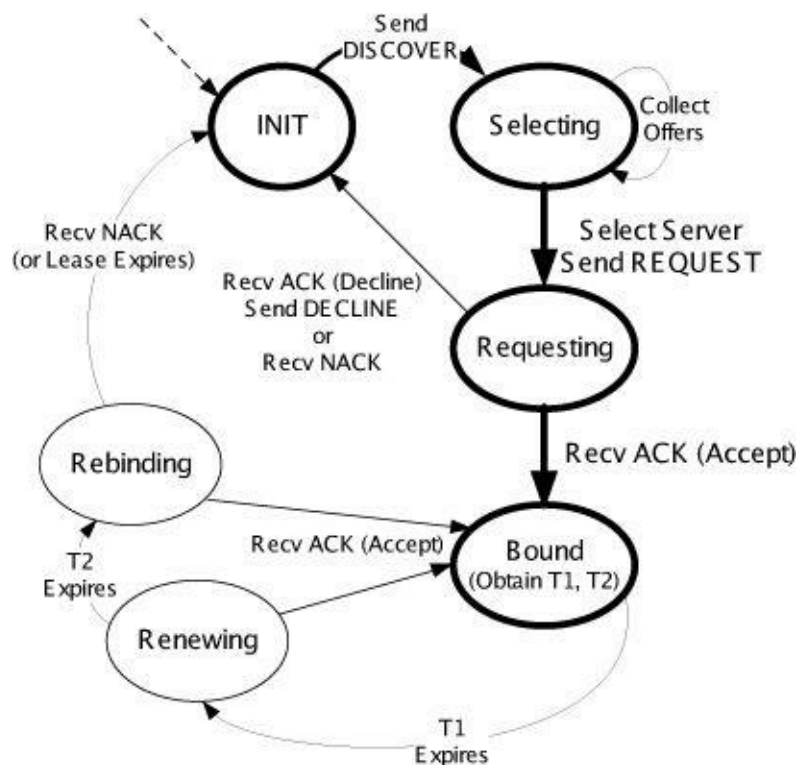 Send
DISCOVER
INIT
Selecting
Collect
Offers
Recv NACK
(or Lease Expires)
Select Server
Send REQUEST
Recv ACK (Decline)
Send DECLINE
or
Recv NACK
Requesting
Recv ACK (Accept)
Rebinding
Recv ACK (Accept)
Bound
(Obtain T1, T2)
T2
Expires
Renewing
T1
Expires